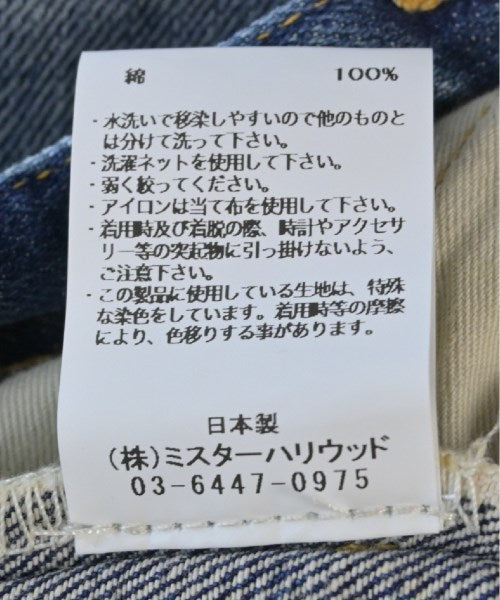 綿 100%
・水洗いで移染しやすいので他のものと
は分けて洗って下さい。
・洗濯ネットを使用して下さい。
・弱く絞ってください。
・アイロンは当て布を使用して下さい。
・着用時及び着脱の際、時計やアクセサ
リー等の突起物に引っ掛けないよう、
ご注意下さい。
・この製品に使用している生地は、特殊
な染色をしています。着用時等の摩擦
により、色移りする事があります。
日本製
(株)ミスターハリウッド
03-6447-0975